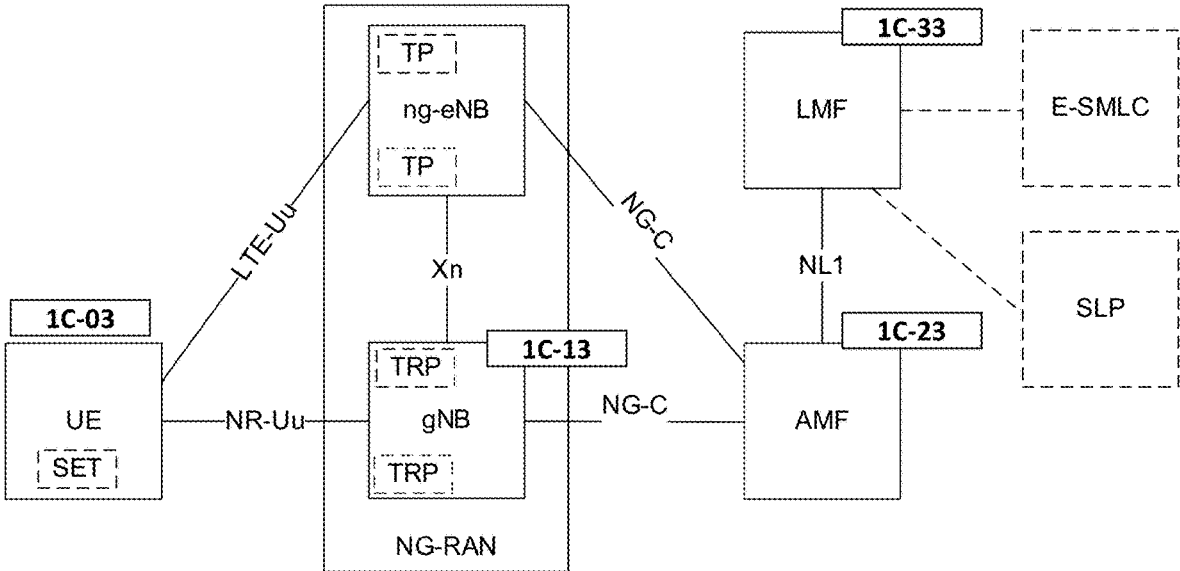 1C-33
TP
ng-eNB
TP
LMF
E-SMLC
LTE-Uu
NG-C
Xn
NL1
SLP
1C-03
1C-13
1C-23
TRP
UE
NR-Uu
gNB
NG-C
AMF
SET
TRP
NG-RAN